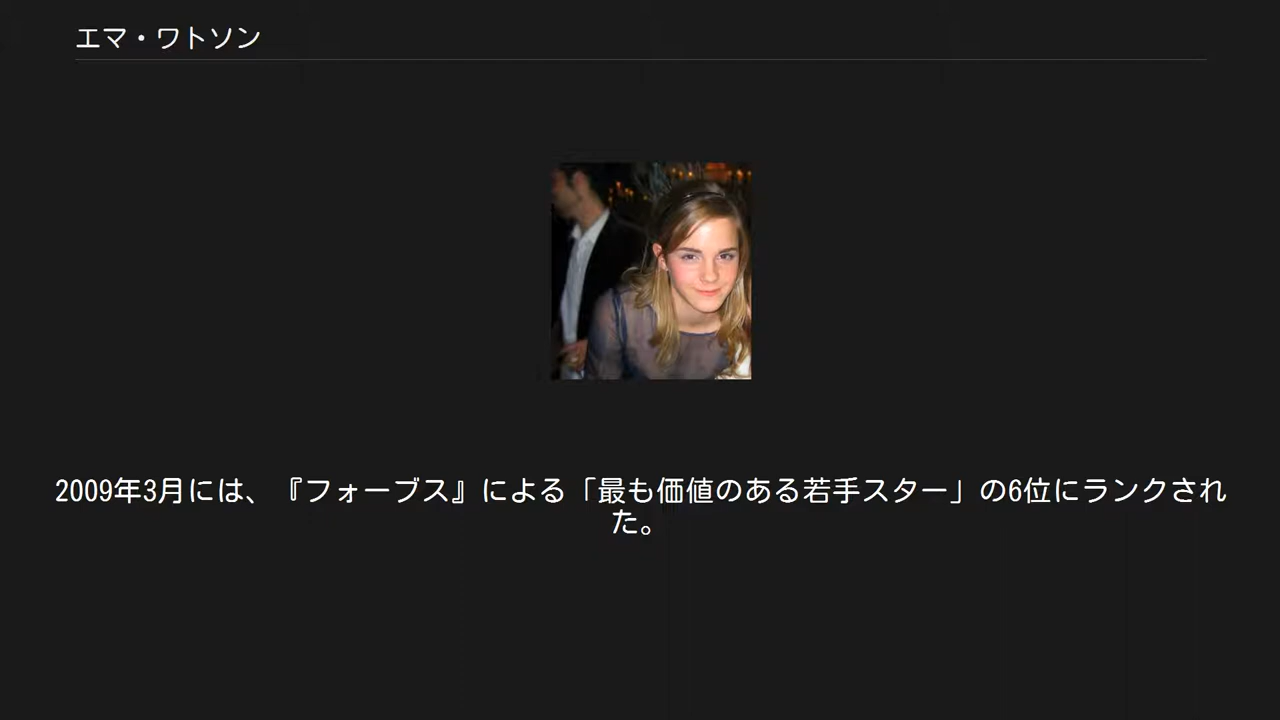 エマ・ワトソン
2009年3月には、『フォーブス』による「最も価値のある若手スター」の6位にランクされ
た。